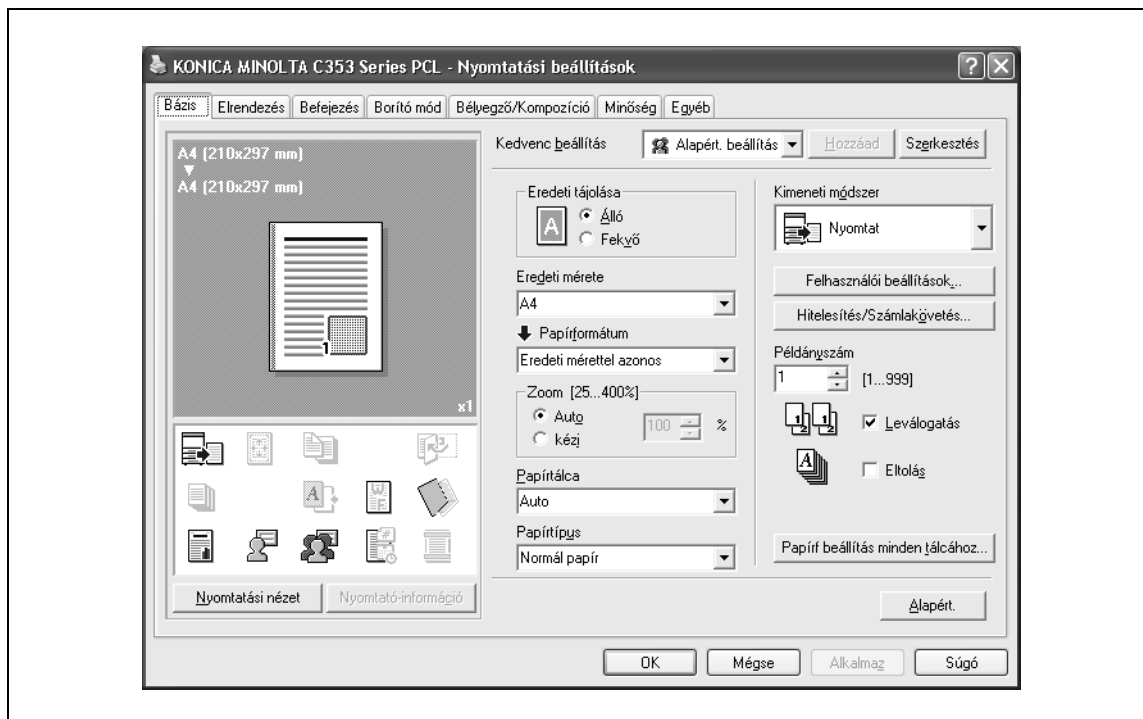 KONICA MINOLTA C353 Series PCL - Nyomtatási beállítások
Bázis Elrendezés Befejezés Borító mód Bélyegző/Kompozíció Minőség Egyéb
A4 (210x297 mm)
A4 (210x297 mm)
1
x1
Nyomtatási nézet Nyomtató-információ
Kedvenc beállítás Alapért. beállítás Hozzáad Szerkesztés
Eredeti tájolása
A
Álló
Fekvő
Eredeti mérete
A4
Papírformátum
Eredeti mérettel azonos
Zoom [25...400%]
Auto
kézi
100 %
Papírtálca
Auto
Papírtípus
Normál papír
Kimeneti módszer
Nyomtat
Felhasználói beállítások...
Hitelesítés/Számlakövetés...
Példányszám
1 [1...999]
Leválogatás
Eltolás
Papírf beállítás minden tálcához...
Alapért.
OK Mégse Alkalmaz Súgó